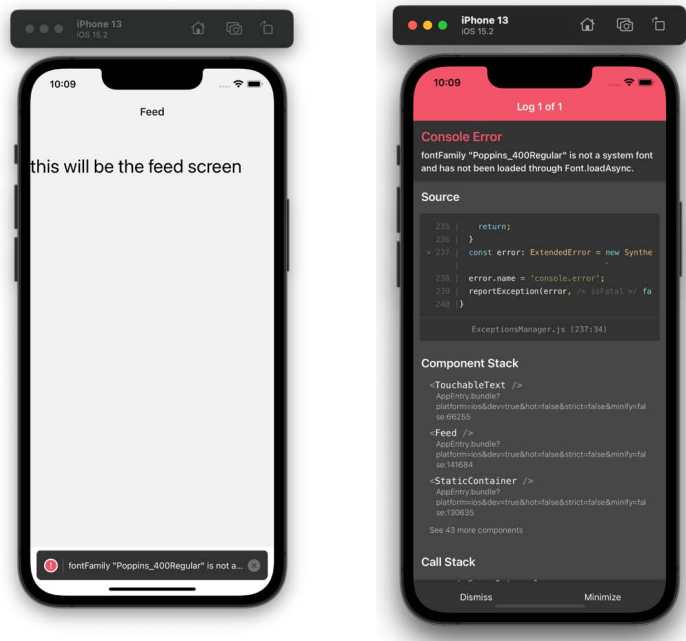 iPhone 13
iOS 15.2
10:09
Feed
this will be the feed screen
fontFamily "Poppins_400Regular" is not a...
iPhone 13
iOS 15.2
10:09
Log 1 of 1
Console Error
fontFamily "Poppins_400Regular" is not a system font
and has not been loaded through Font.loadAsync.
Source
235 | return;
236 | }
> 237 | const error: ExtendedError = new Synthe
| ^
238 | error.name = 'console.error';
239 | reportException(error, /* isFatal */ fa
240 |}
ExceptionsManager.js (237:34)
Component Stack
<TouchableText />
AppEntry.bundle?
platform=ios&dev=true&hot=false&strict=false&minify=fal
se:66255
<Feed />
AppEntry.bundle?
platform=ios&dev=true&hot=false&strict=false&minify=fal
se:141684
<StaticContainer />
AppEntry.bundle?
platform=ios&dev=true&hot=false&strict=false&minify=fal
se:130635
See 43 more components
Call Stack
Dismiss Minimize